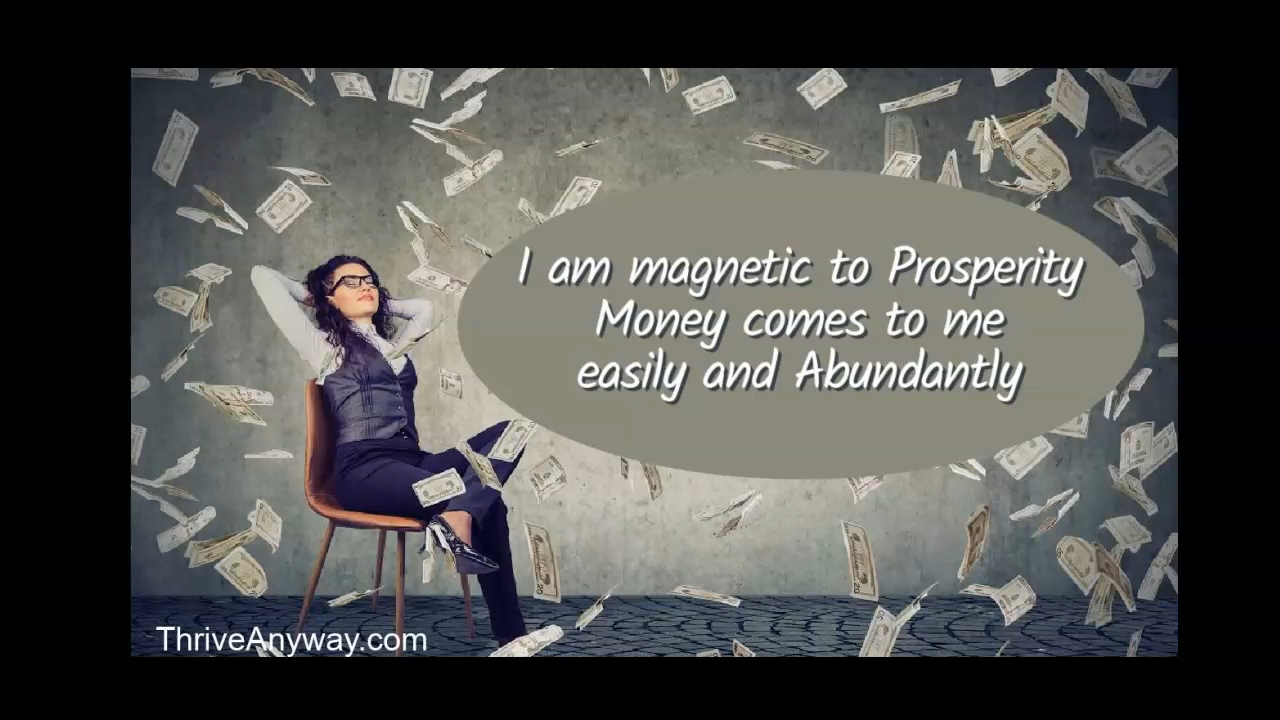 I am magnetic to Prosperity
Money comes to me
easily and Abundantly
ThriveAnyway.com